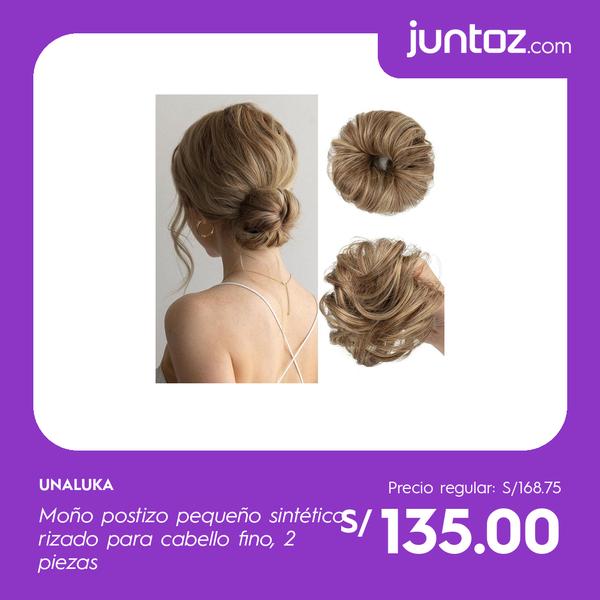 juntoz.com
UNALUKA
Moño postizo pequeño sintético
rizado para cabello fino, 2
piezas
Precio regular: S/168.75
S/135.00